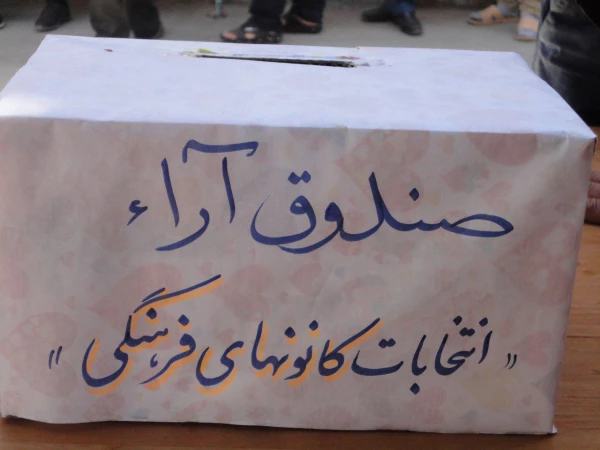 صندوق آراء
" انتخابات کانونهای فرهنگی "